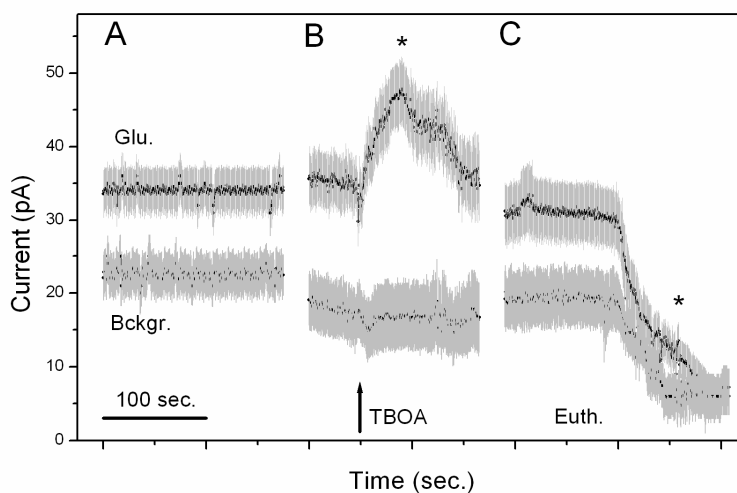 A
B
C
*
Glu.
Bckgr.
*
100 sec.
TBOA
Euth.
Current (pA)
50
40
30
20
10
0
Time (sec.)